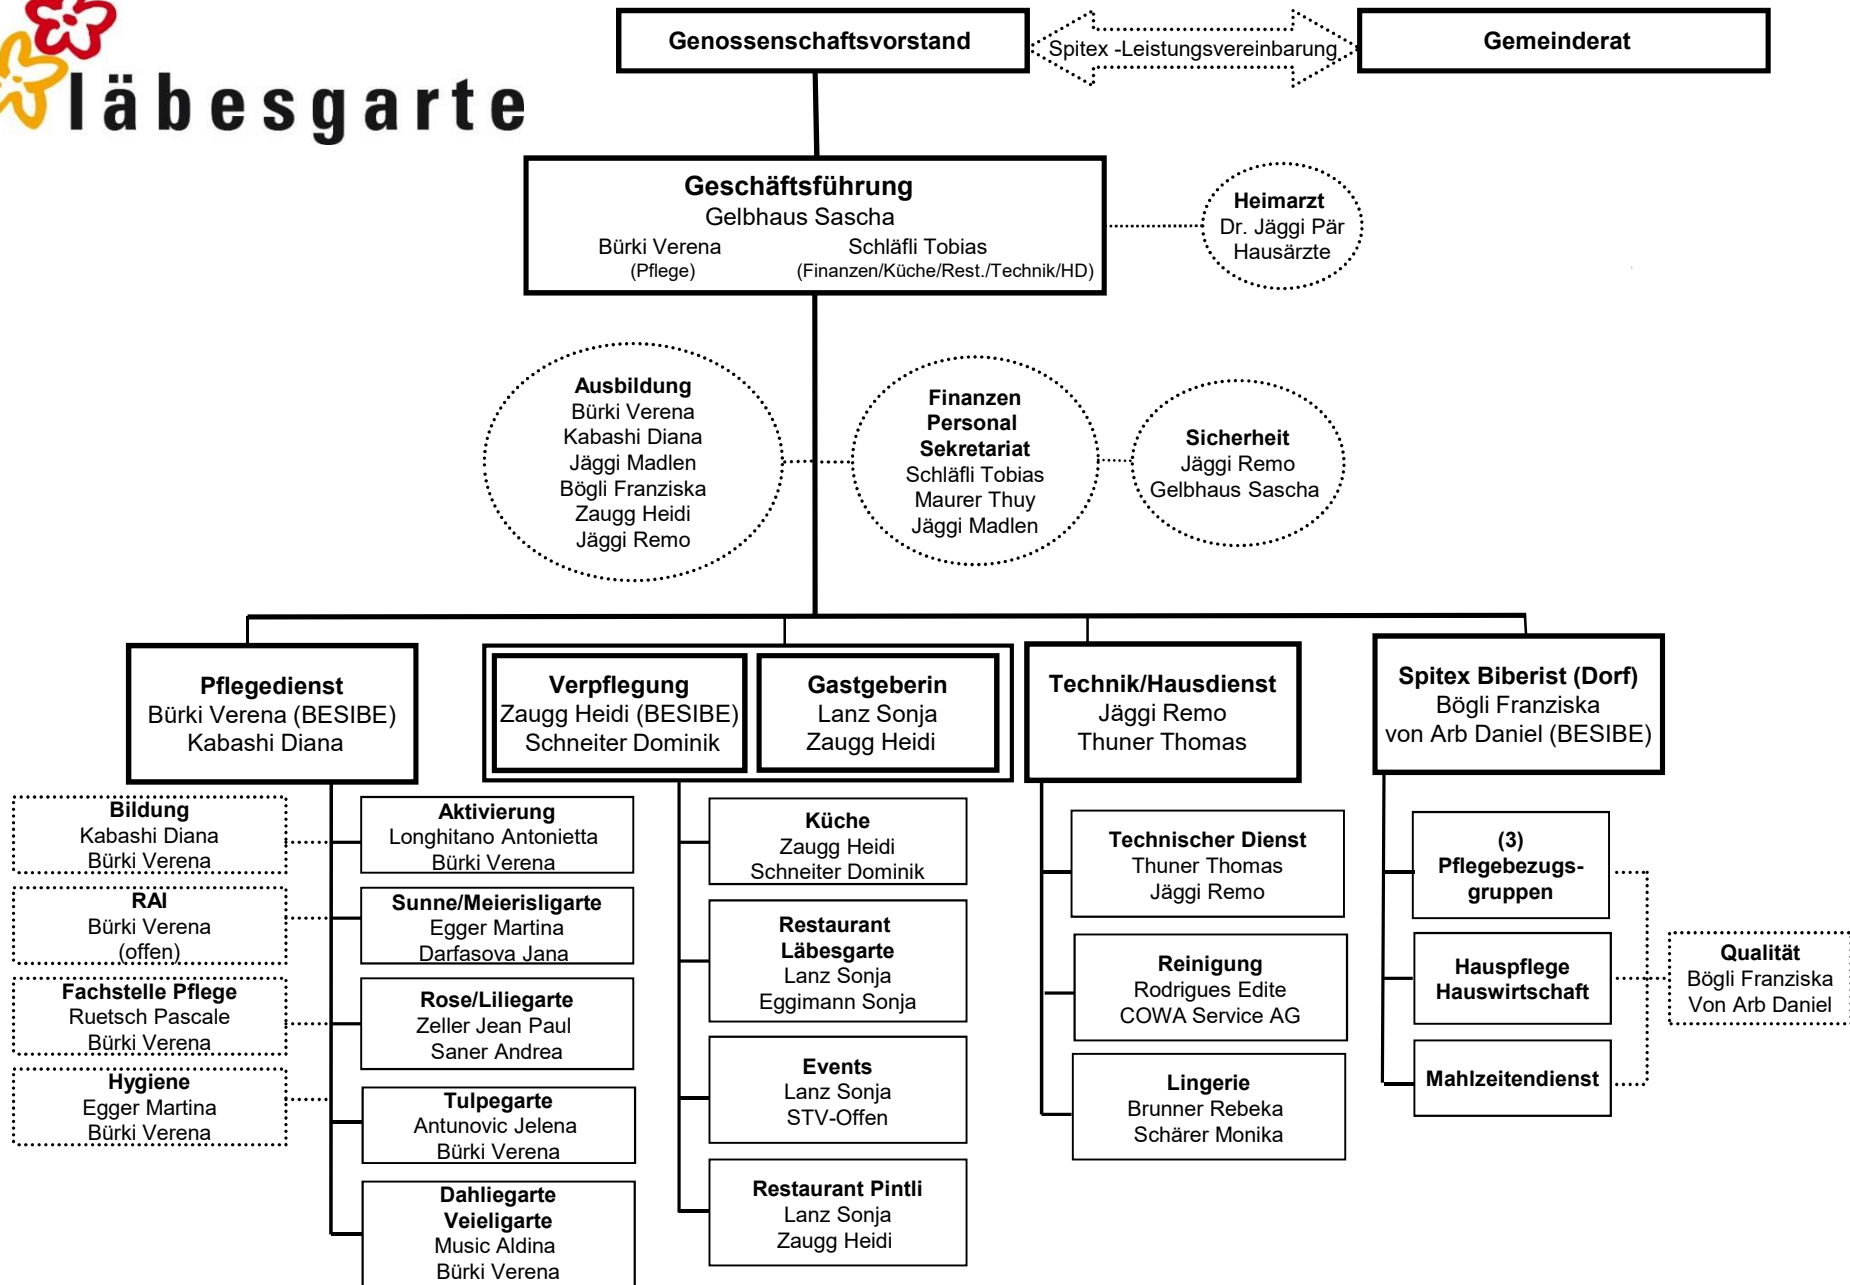 läbesgarte
Genossenschaftsvorstand
Spitex -Leistungsvereinbarung
Gemeinderat
Geschäftsführung
Gelbhaus Sascha
Bürki Verena
(Pflege)
Schläfli Tobias
(Finanzen/Küche/Rest./Technik/HD)
Heimarzt
Dr. Jäggi Pär
Hausärzte
Ausbildung
Bürki Verena
Kabashi Diana
Jäggi Madlen
Bögli Franziska
Zaugg Heidi
Jäggi Remo
Finanzen
Personal
Sekretariat
Schläfli Tobias
Maurer Thuy
Jäggi Madlen
Sicherheit
Jäggi Remo
Gelbhaus Sascha
Pflegedienst
Bürki Verena (BESIBE)
Kabashi Diana
Verpflegung
Zaugg Heidi (BESIBE)
Schneiter Dominik
Gastgeberin
Lanz Sonja
Zaugg Heidi
Technik/Hausdienst
Jäggi Remo
Thuner Thomas
Spitex Biberist (Dorf)
Bögli Franziska
von Arb Daniel (BESIBE)
Bildung
Kabashi Diana
Bürki Verena
RAI
Bürki Verena
(offen)
Fachstelle Pflege
Ruetsch Pascale
Bürki Verena
Hygiene
Egger Martina
Bürki Verena
Aktivierung
Longhitano Antonietta
Bürki Verena
Sunne/Meierisligarte
Egger Martina
Darfasova Jana
Rose/Liliegarte
Zeller Jean Paul
Saner Andrea
Tulpegarte
Antunovic Jelena
Bürki Verena
Dahliegarte
Veieligarte
Music Aldina
Bürki Verena
Küche
Zaugg Heidi
Schneiter Dominik
Restaurant
Läbesgarte
Lanz Sonja
Eggimann Sonja
Events
Lanz Sonja
STV-Offen
Restaurant Pintli
Lanz Sonja
Zaugg Heidi
Technischer Dienst
Thuner Thomas
Jäggi Remo
Reinigung
Rodrigues Edite
COWA Service AG
Lingerie
Brunner Rebeka
Schärer Monika
(3)
Pflegebezugs-
gruppen
Hauspflege
Hauswirtschaft
Mahlzeitendienst
Qualität
Bögli Franziska
Von Arb Daniel